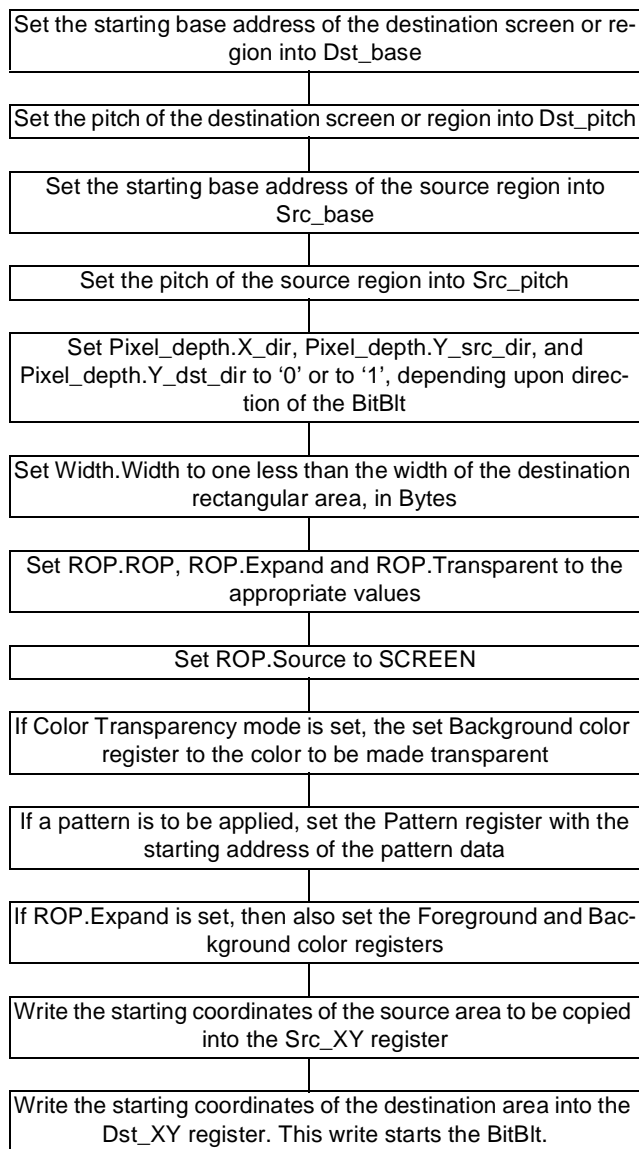 Set the starting base address of the destination screen or re-
gion into Dst_base
Set the pitch of the destination screen or region into Dst_pitch
Set the starting base address of the source region into
Src_base
Set the pitch of the source region into Src_pitch
Set Pixel_depth.X_dir, Pixel_depth.Y_src_dir, and
Pixel_depth.Y_dst_dir to ‘0’ or to ‘1’, depending upon direc-
tion of the BitBlt
Set Width.Width to one less than the width of the destination
rectangular area, in Bytes
Set ROP.ROP, ROP.Expand and ROP.Transparent to the
appropriate values
Set ROP.Source to SCREEN
If Color Transparency mode is set, the set Background color
register to the color to be made transparent
If a pattern is to be applied, set the Pattern register with the
starting address of the pattern data
If ROP.Expand is set, then also set the Foreground and Bac-
kground color registers
Write the starting coordinates of the source area to be copied
into the Src_XY register
Write the starting coordinates of the destination area into the
Dst_XY register. This write starts the BitBlt.